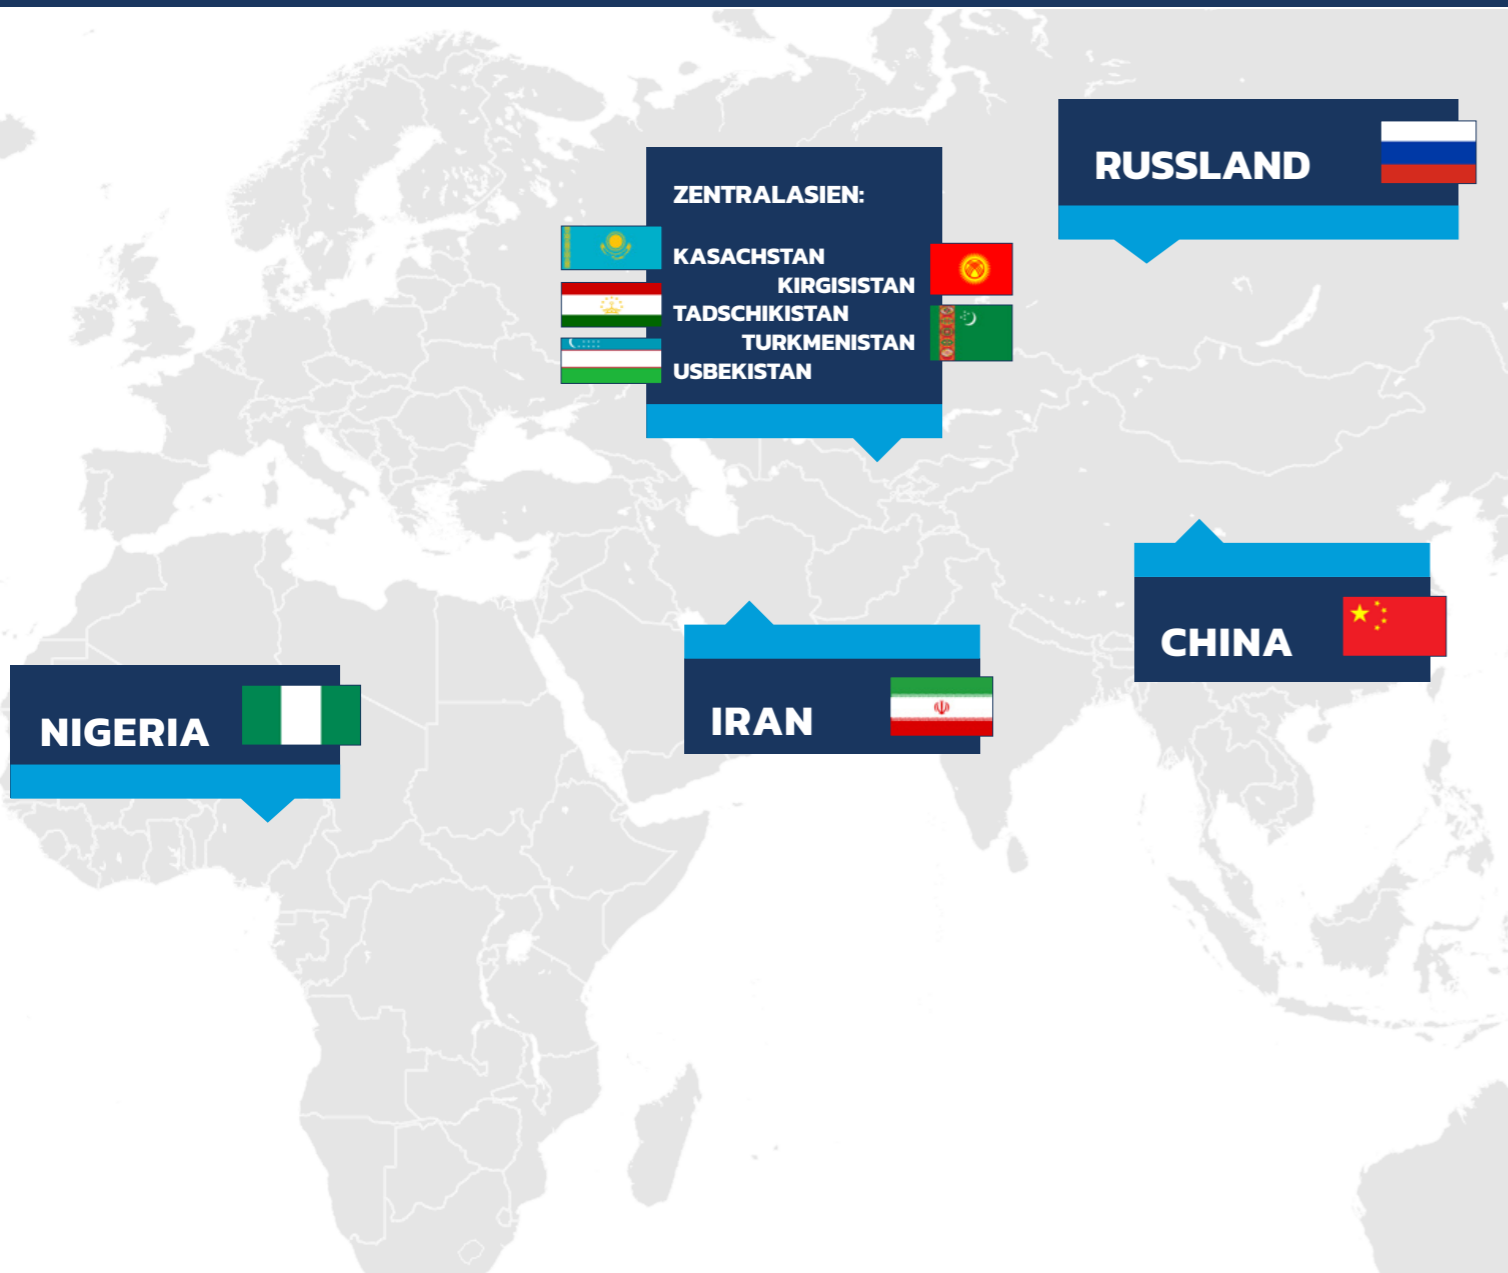 RUSSLAND
ZENTRALASIEN:
KASACHSTAN
KIRGISISTAN
TADSCHIKISTAN
TURKMENISTAN
USBEKISTAN
CHINA
NIGERIA
IRAN